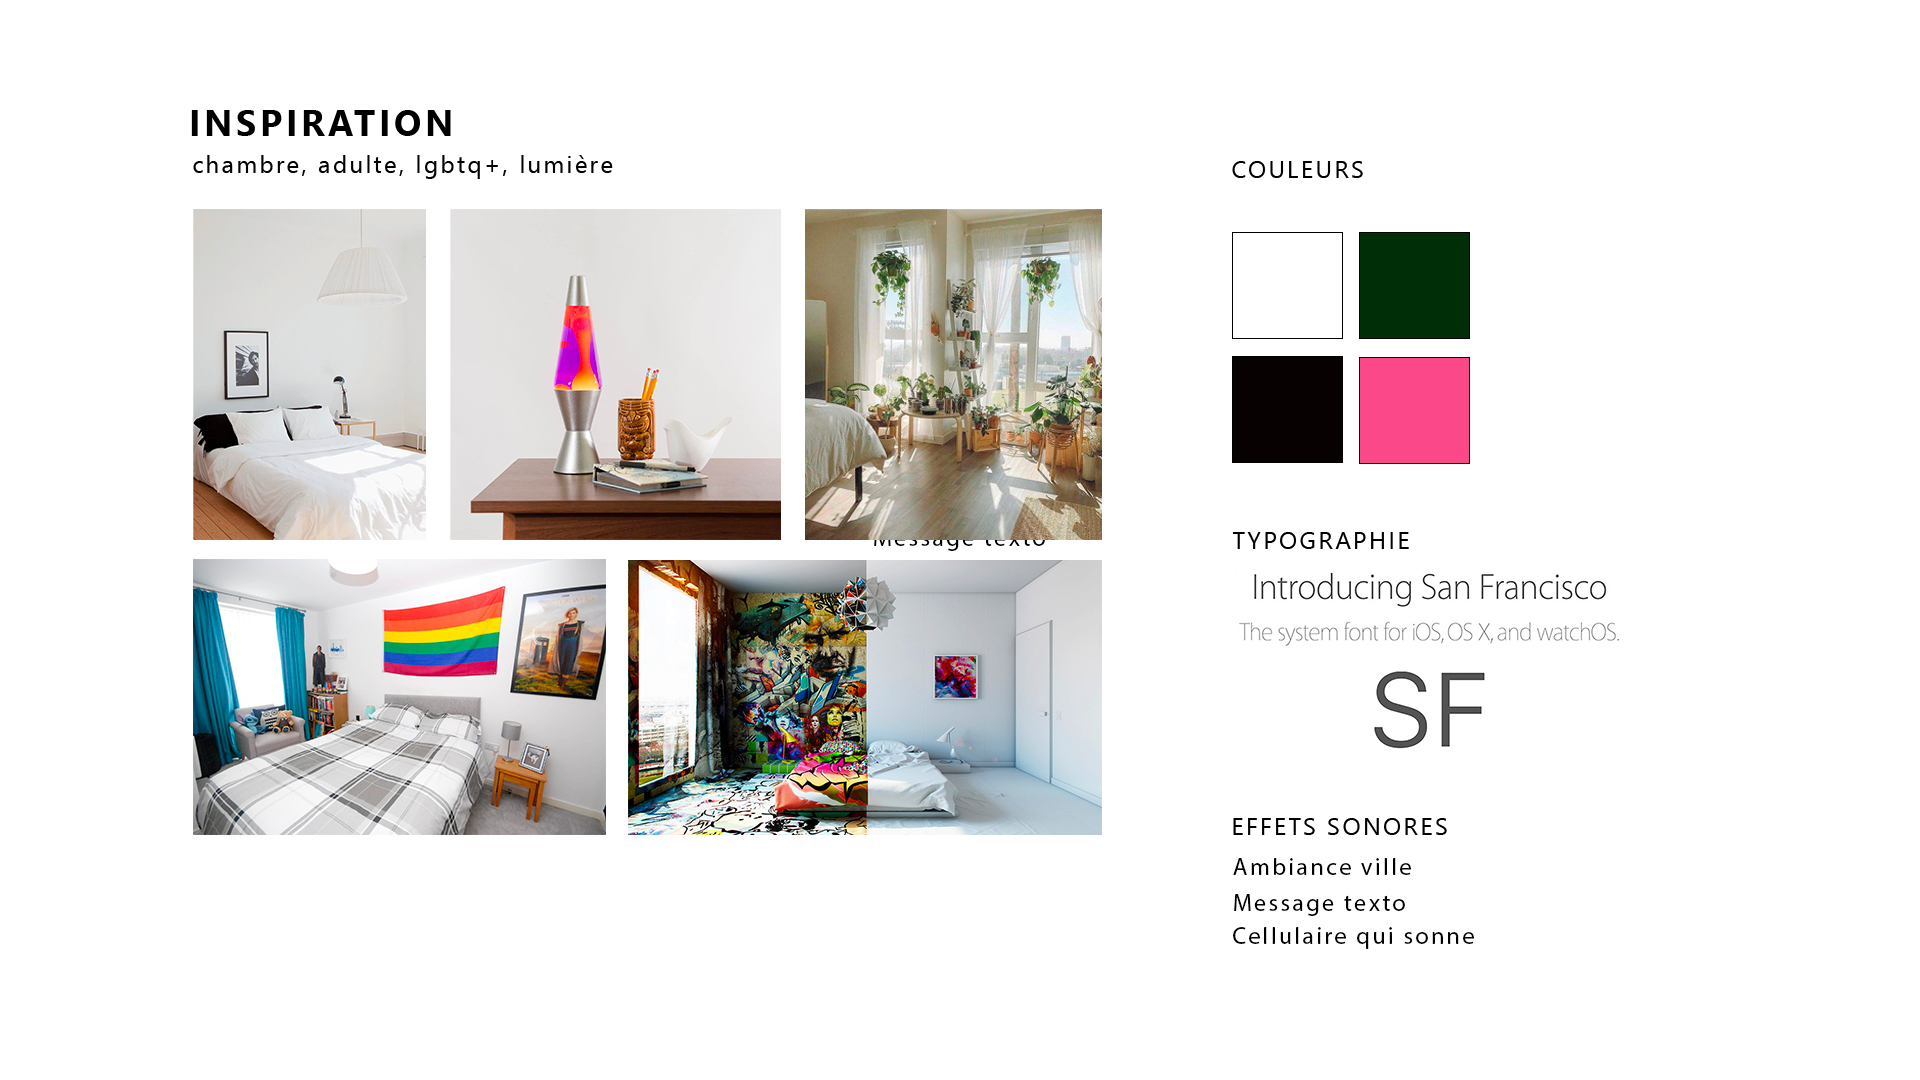 INSPIRATION
chambre, adulte, lgbtq+, lumière
Message texto
COULEURS
TYPOGRAPHIE
Introducing San Francisco
The system font for iOS, OS X, and watchOS.
SF
EFFETS SONORES
Ambiance ville
Message texto
Cellulaire qui sonne